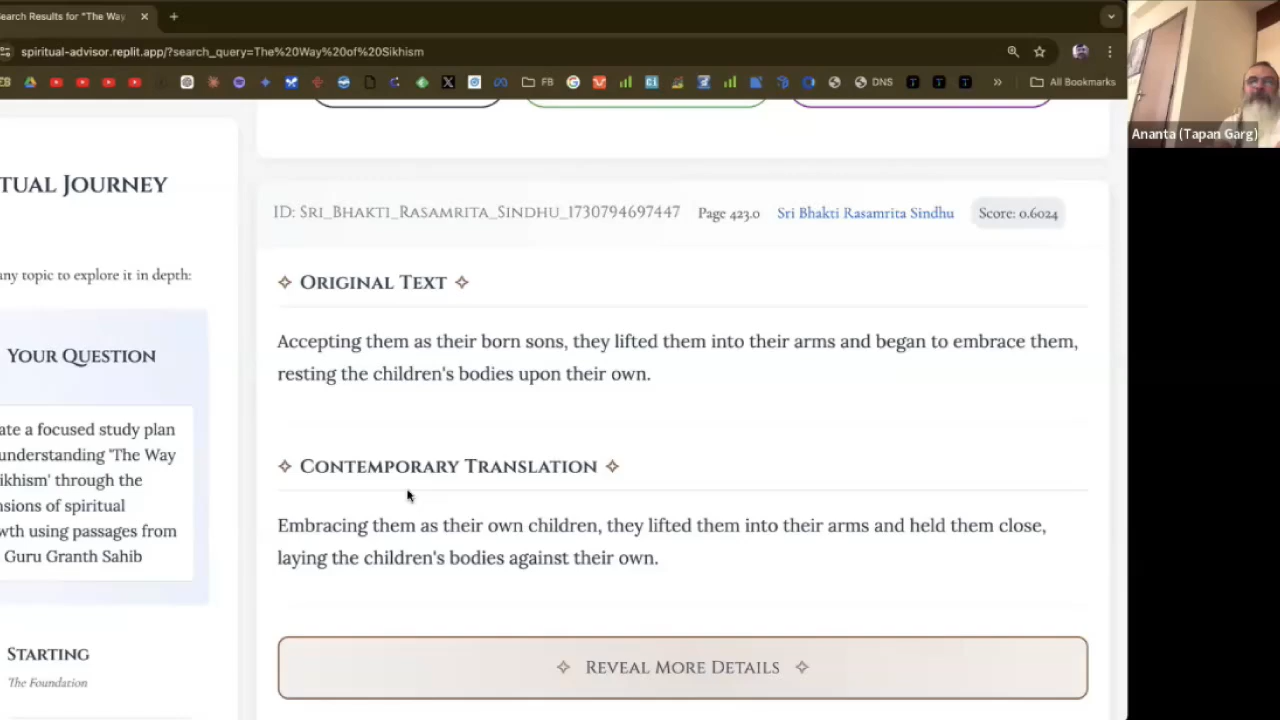 earch Results for "The Way
spiritual-advisor.replit.app/?search_query=The%20Way%20of%20Sikhism
FB
DNS
All Bookmarks
Ananta (Tapan Garg)
TUAL JOURNEY
any topic to explore it in depth:
YOUR QUESTION
ate a focused study plan
understanding 'The Way
ikhism' through the
nsions of spiritual
wth using passages from
Guru Granth Sahib
STARTING
The Foundation
ID: SRI_BHAKTI_RASAMRITA_SINDHU_1730794697447 Page 423.0 Sri Bhakti Rasamrita Sindhu Score: 0.6024
ORIGINAL TEXT
Accepting them as their born sons, they lifted them into their arms and began to embrace them,
resting the children's bodies upon their own.
CONTEMPORARY TRANSLATION
Embracing them as their own children, they lifted them into their arms and held them close,
laying the children's bodies against their own.
REVEAL MORE DETAILS